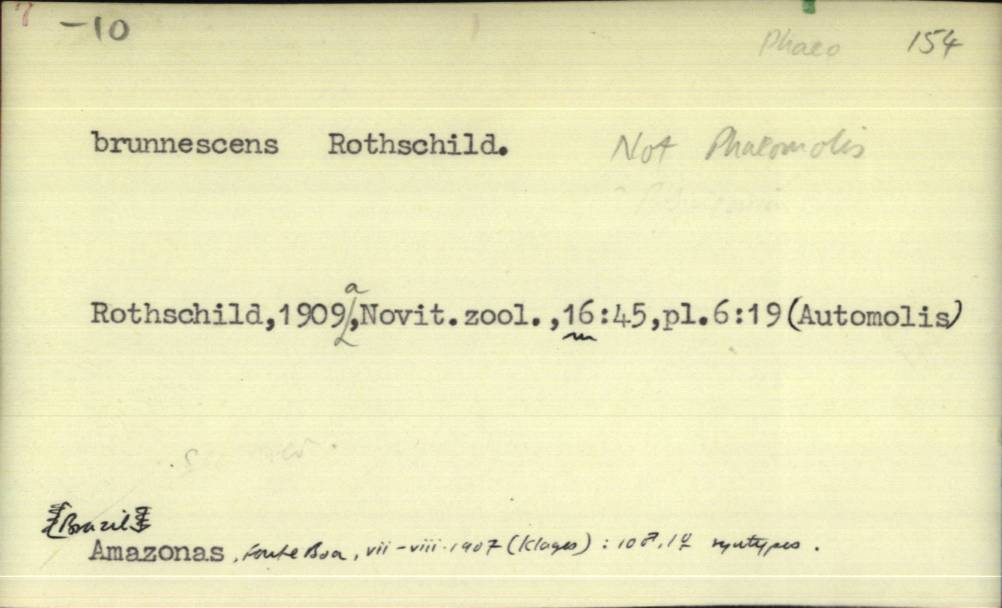 -10
Phaeo 154
brunnescens Rothschild. Not Phaeomolis
Rothschild,1909a,Novit.zool.,16:45,pl.6:19(Automolis)
[Brazil]
Amazonas, Fonte Boa, vii-viii.1907 (Klages): 10♂, 1♀ syntypes.